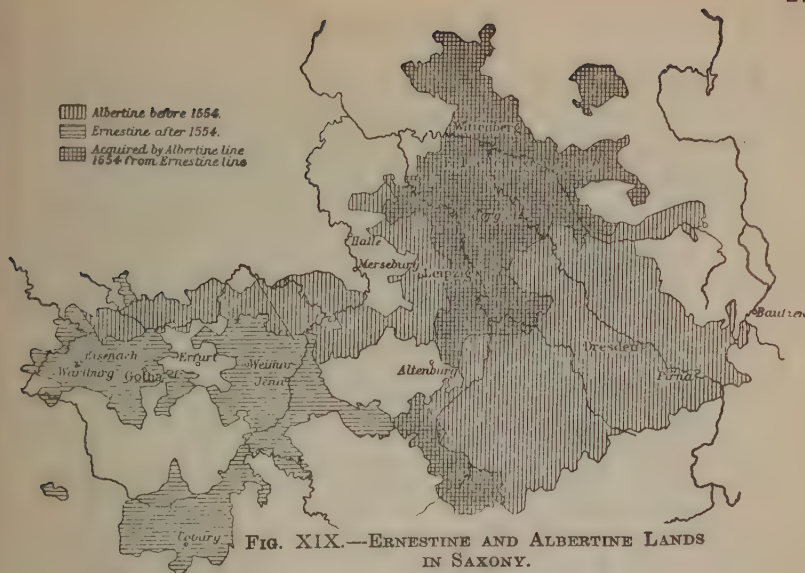 Albertine before 1554.
Ernestine after 1554.
Acquired by Albertine line
1554 from Ernestine line
Wittenberg
Halle
Merseburg
Leipzig
Bautzen
Eisenach
Erfurt
Weimar
Dresden
Wartburg
Gotha
Jena
Altenburg
Pirna
Coburg
FIG. XIX.—ERNESTINE AND ALBERTINE LANDS
IN SAXONY.